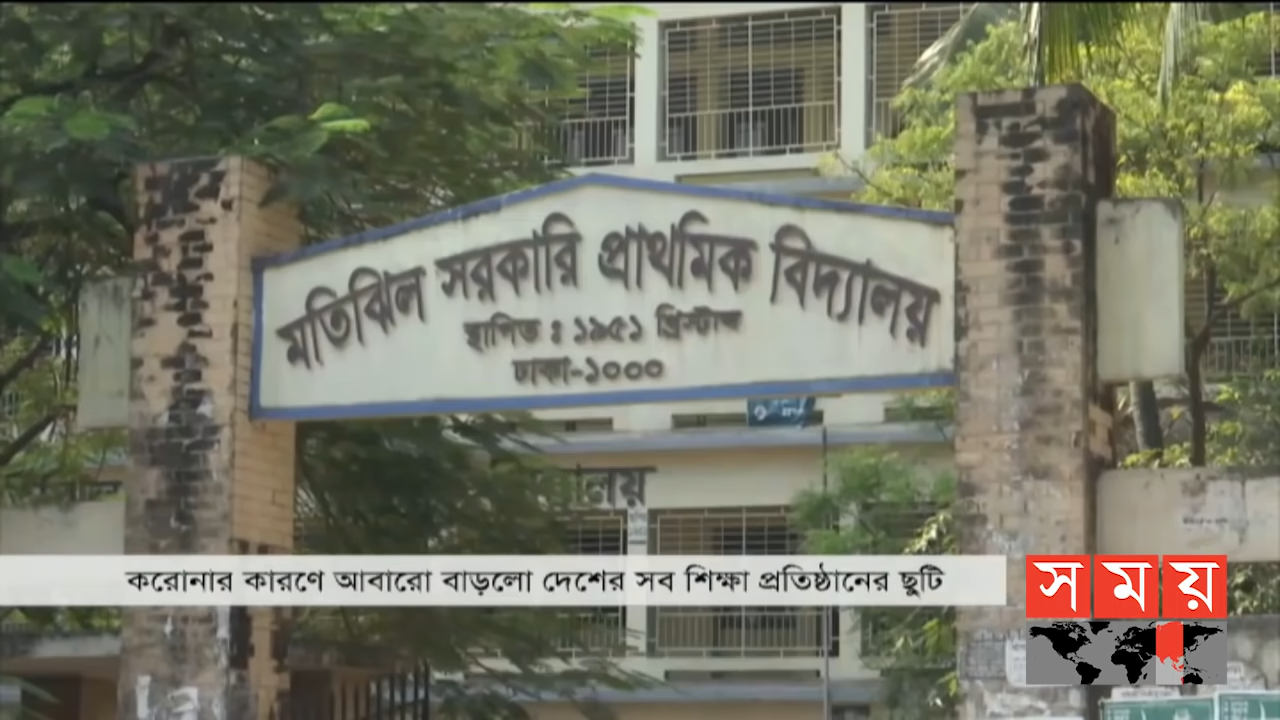 মতিঝিল সরকারি প্রাথমিক বিদ্যালয়
স্থাপিত : ১৯৫১ খ্রিস্টাব্দ
ঢাকা-১০০০
লয়
করোনার কারণে আবারো বাড়লো দেশের সব শিক্ষা প্রতিষ্ঠানের ছুটি
সময়